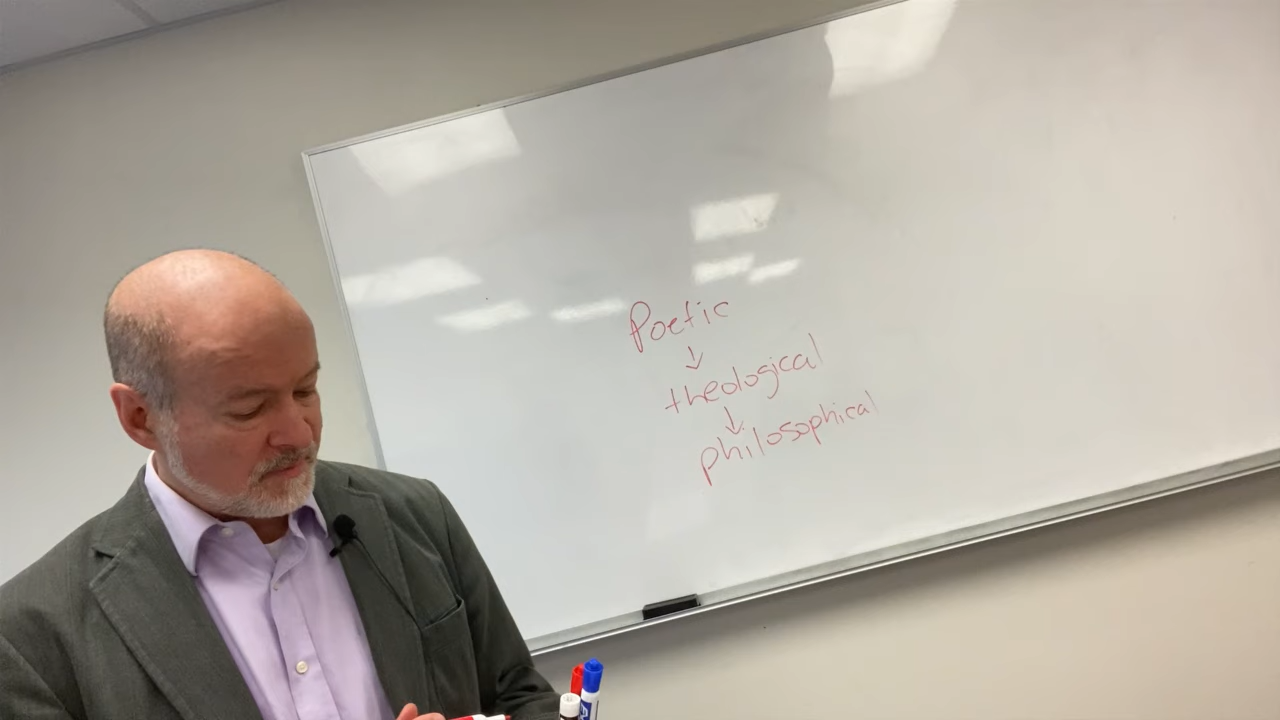 Poetic
↓
theological
↓
philosophical